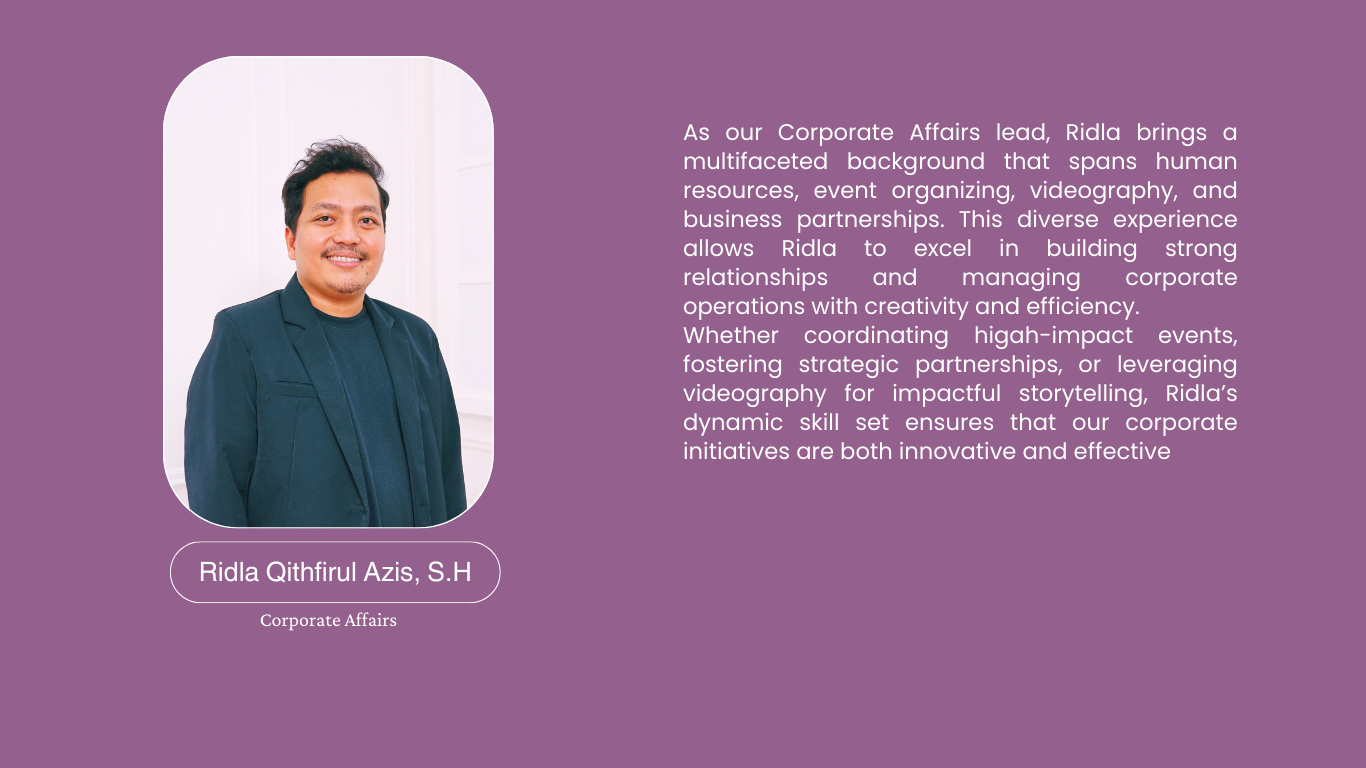 As our Corporate Affairs lead, Ridla brings a
multifaceted background that spans human
resources, event organizing, videography, and
business partnerships. This diverse experience
allows Ridla to excel in building strong
relationships and managing corporate
operations with creativity and efficiency.
Whether coordinating higah-impact events,
fostering strategic partnerships, or leveraging
videography for impactful storytelling, Ridla’s
dynamic skill set ensures that our corporate
initiatives are both innovative and effective
Ridla Qithfirul Azis, S.H
Corporate Affairs